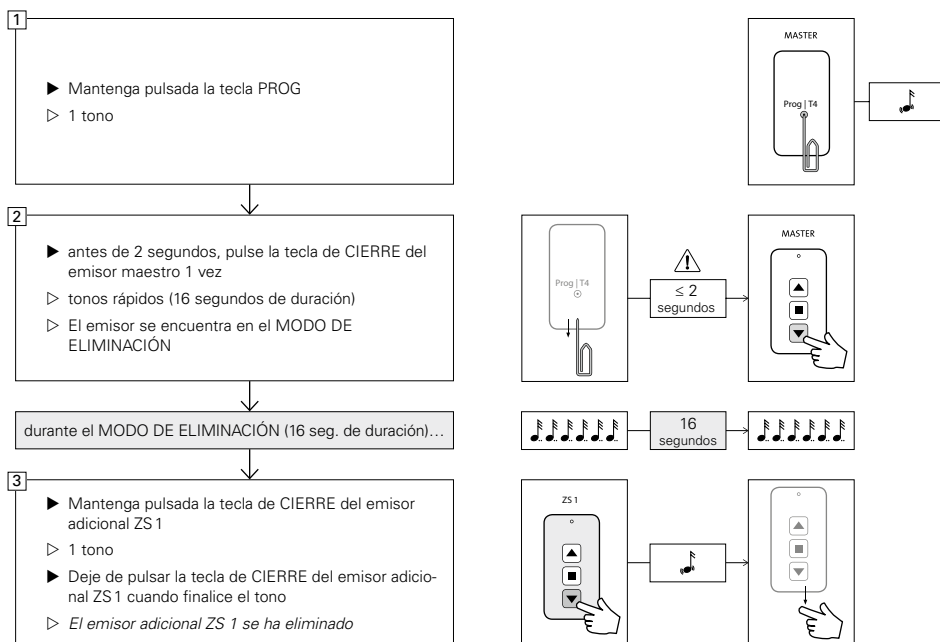 1
▶ Mantenga pulsada la tecla PROG
▷ 1 tono
MASTER
Prog | T4
2
▶ antes de 2 segundos, pulse la tecla de CIERRE del
emisor maestro 1 vez
▷ tonos rápidos (16 segundos de duración)
▷ El emisor se encuentra en el MODO DE
ELIMINACIÓN
Prog | T4
≤ 2
segundos
MASTER
durante el MODO DE ELIMINACIÓN (16 seg. de duración)…
16
segundos
3
▶ Mantenga pulsada la tecla de CIERRE del emisor
adicional ZS 1
▷ 1 tono
▶ Deje de pulsar la tecla de CIERRE del emisor adicio-
nal ZS1 cuando finalice el tono
▷ El emisor adicional ZS 1 se ha eliminado
ZS 1